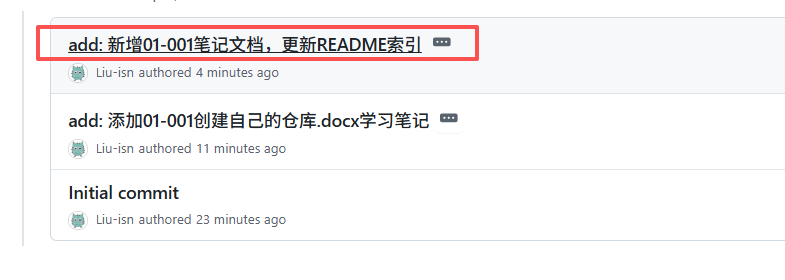 add: 新增01-001笔记文档，更新README索引
Liu-isn authored 4 minutes ago
add: 添加01-001创建自己的仓库.docx学习笔记
Liu-isn authored 11 minutes ago
Initial commit
Liu-isn authored 23 minutes ago